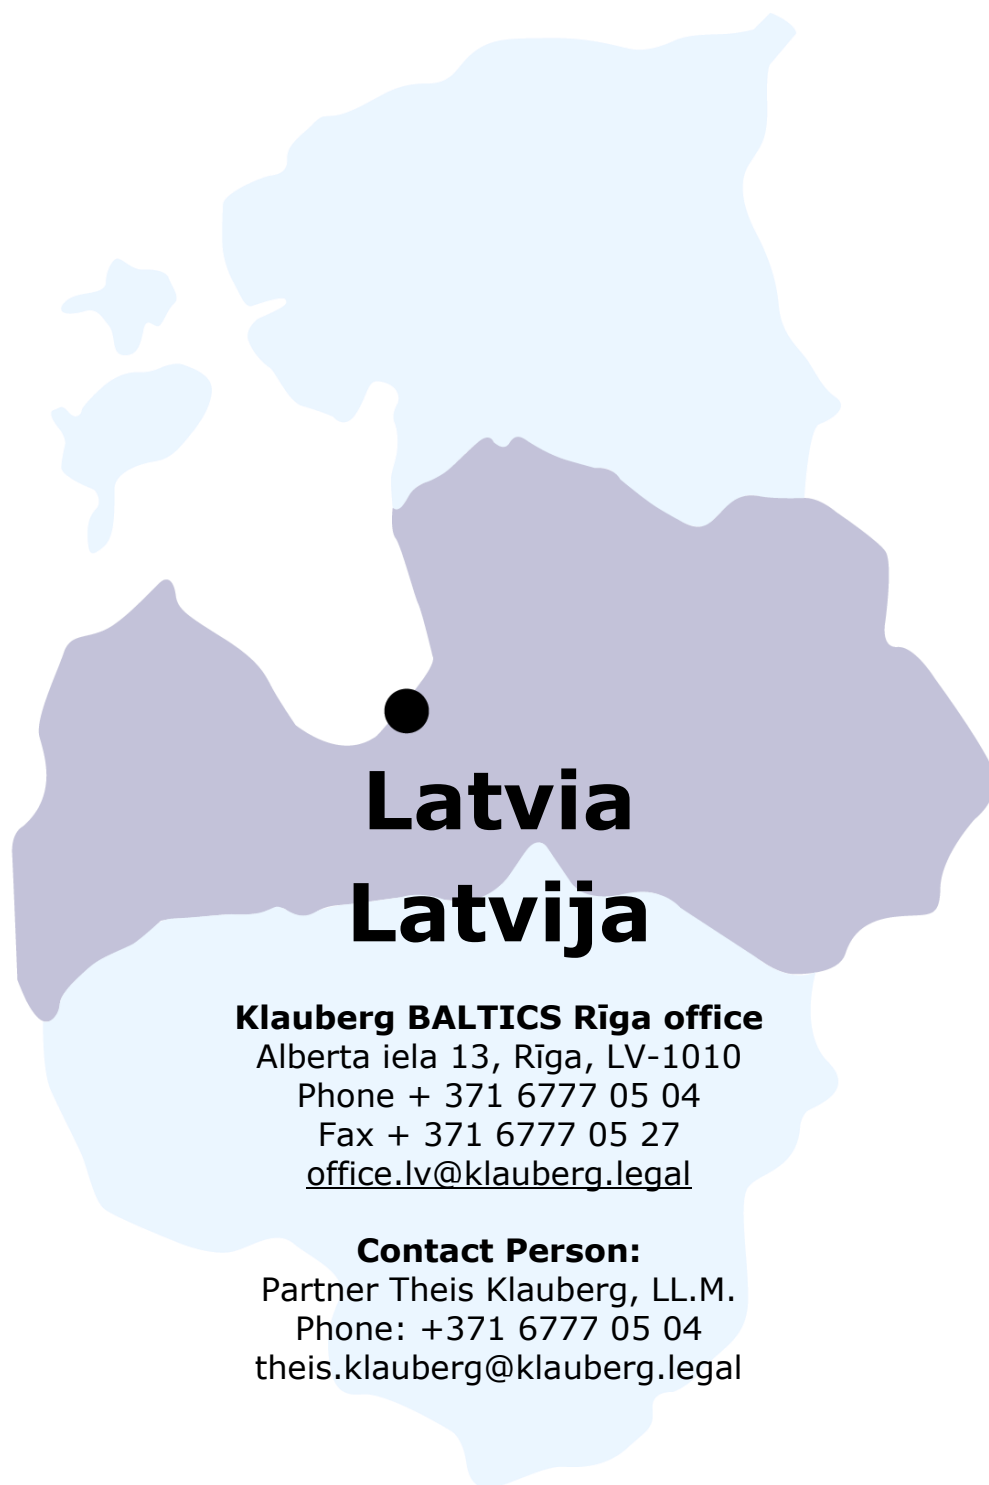 Latvia
Latvija
Klauberg BALTICS Rīga office
Alberta iela 13, Rīga, LV-1010
Phone + 371 6777 05 04
Fax + 371 6777 05 27
office.lv@klauberg.legal
Contact Person:
Partner Theis Klauberg, LL.M.
Phone: +371 6777 05 04
theis.klauberg@klauberg.legal